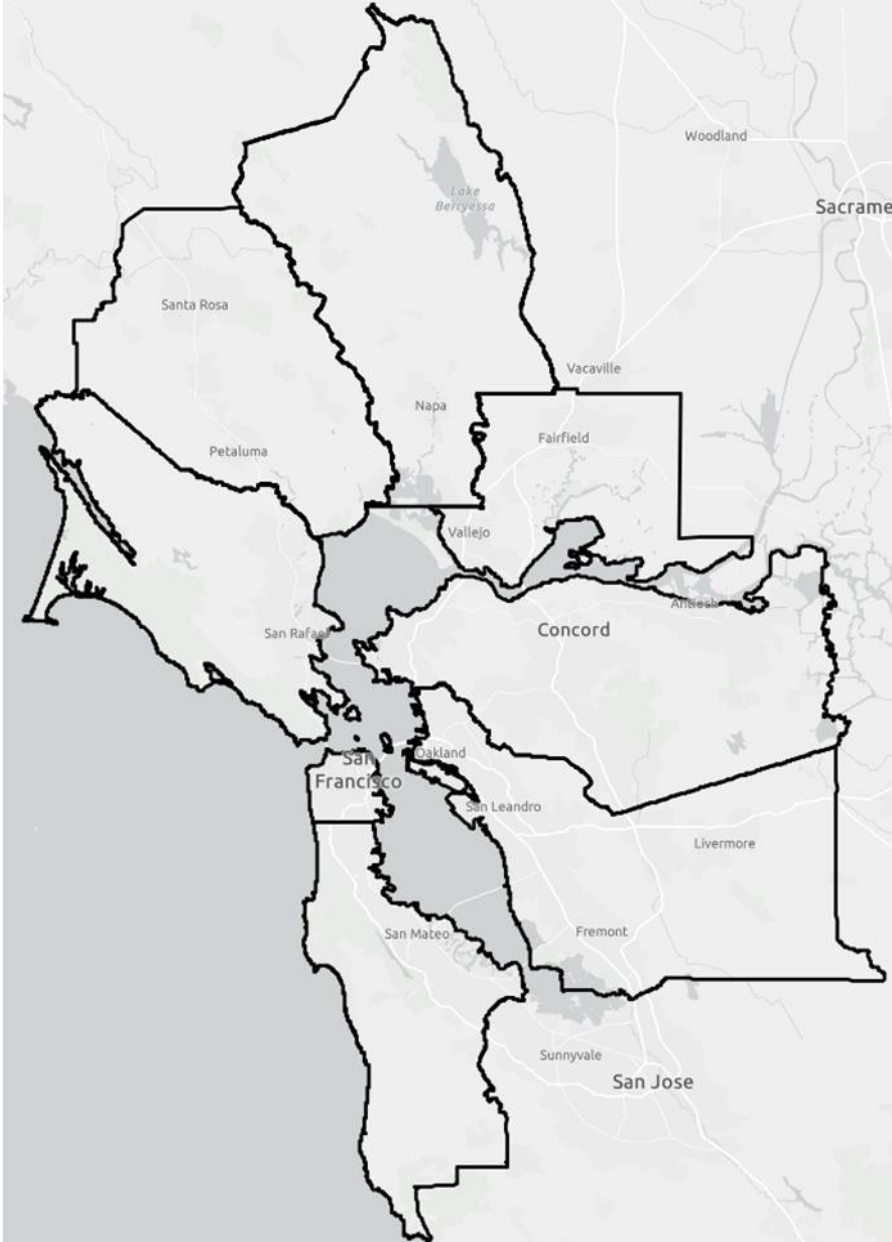 Woodland
Lake
Berryessa
Sacrame
Santa Rosa
Vacaville
Napa
Fairfield
Petaluma
Vallejo
Antioch
Concord
San Rafael
Oakland
San
Francisco
San Leandro
Livermore
Fremont
San Mateo
Sunnyvale
San Jose